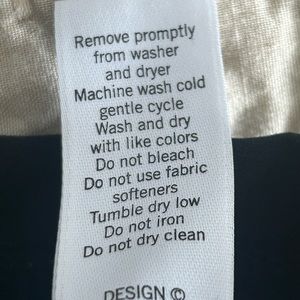 Remove promptly
from washer
and dryer
Machine wash cold
gentle cycle
Wash and dry
with like colors
Do not bleach
Do not use fabric
softeners
Tumble dry low
Do not iron
Do not dry clean
DESIGN ©